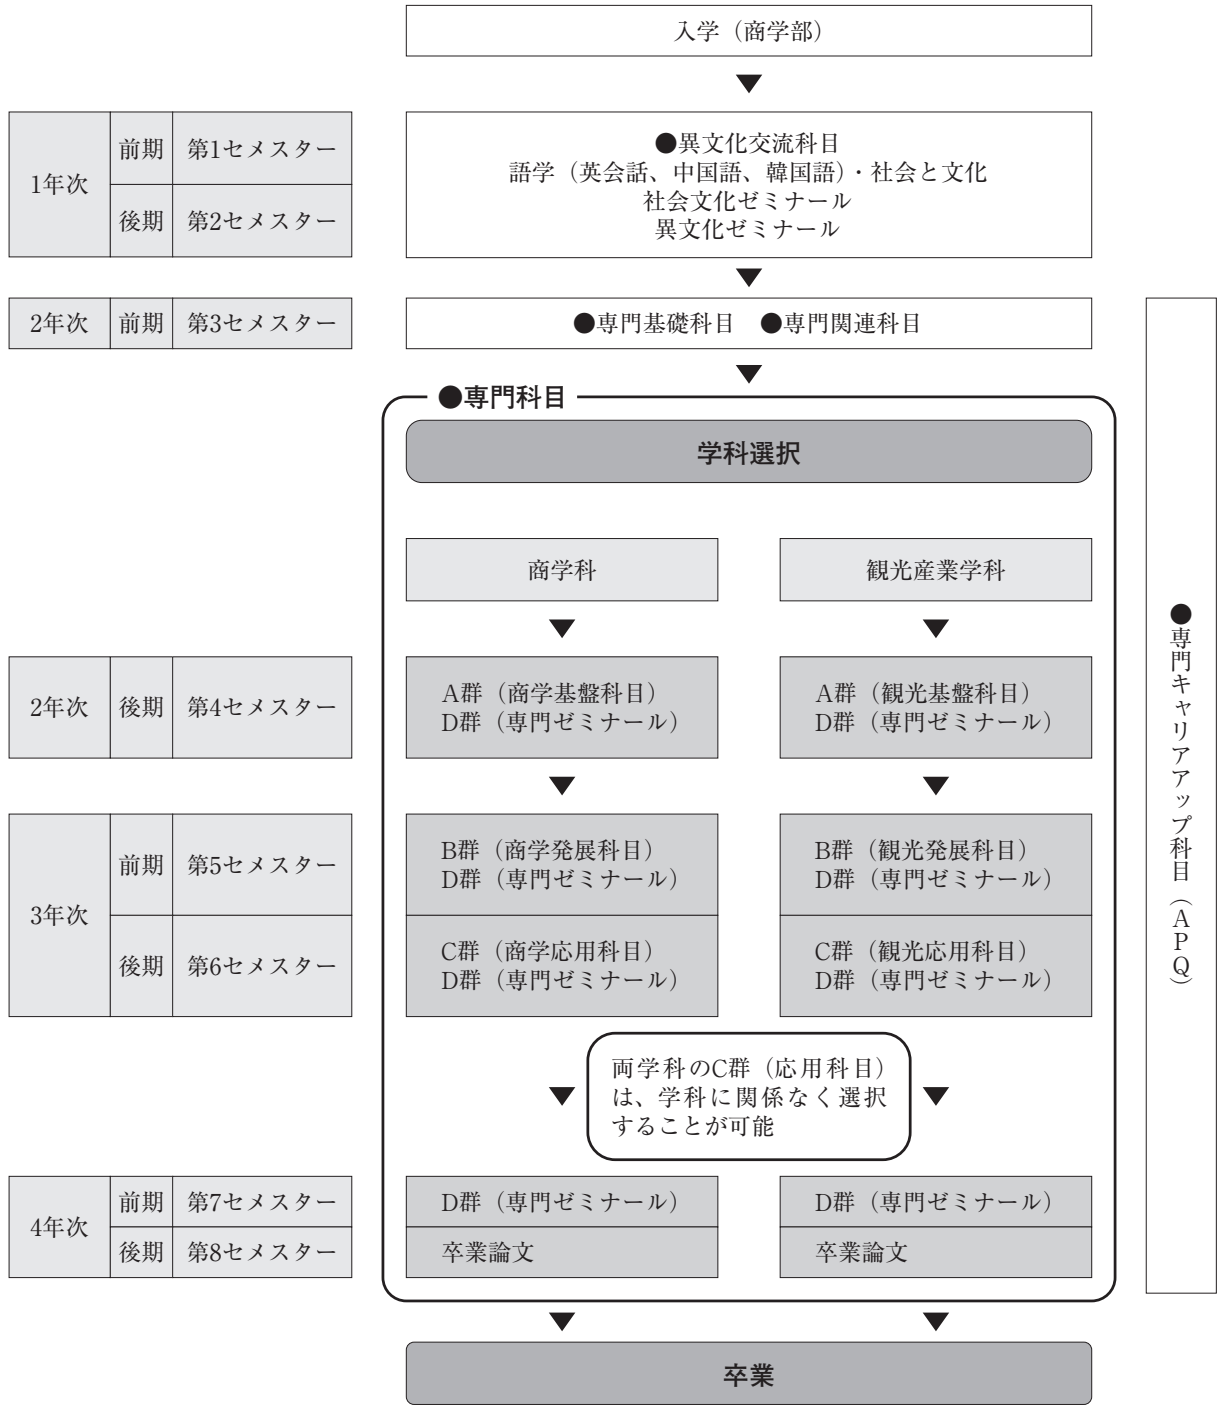 入学（商学部）
1年次
前期
第1セメスター
後期
第2セメスター
●異文化交流科目
語学（英会話、中国語、韓国語）・社会と文化
社会文化ゼミナール
異文化ゼミナール
2年次
前期
第3セメスター
●専門基礎科目　●専門関連科目
●専門科目
学科選択
商学科
観光産業学科
2年次
後期
第4セメスター
A群（商学基盤科目）
D群（専門ゼミナール）
A群（観光基盤科目）
D群（専門ゼミナール）
3年次
前期
第5セメスター
B群（商学発展科目）
D群（専門ゼミナール）
B群（観光発展科目）
D群（専門ゼミナール）
後期
第6セメスター
C群（商学応用科目）
D群（専門ゼミナール）
C群（観光応用科目）
D群（専門ゼミナール）
両学科のC群（応用科目）
は、学科に関係なく選択
することが可能
4年次
前期
第7セメスター
D群（専門ゼミナール）
D群（専門ゼミナール）
後期
第8セメスター
卒業論文
卒業論文
●専門キャリアアップ科目（APQ）
卒業